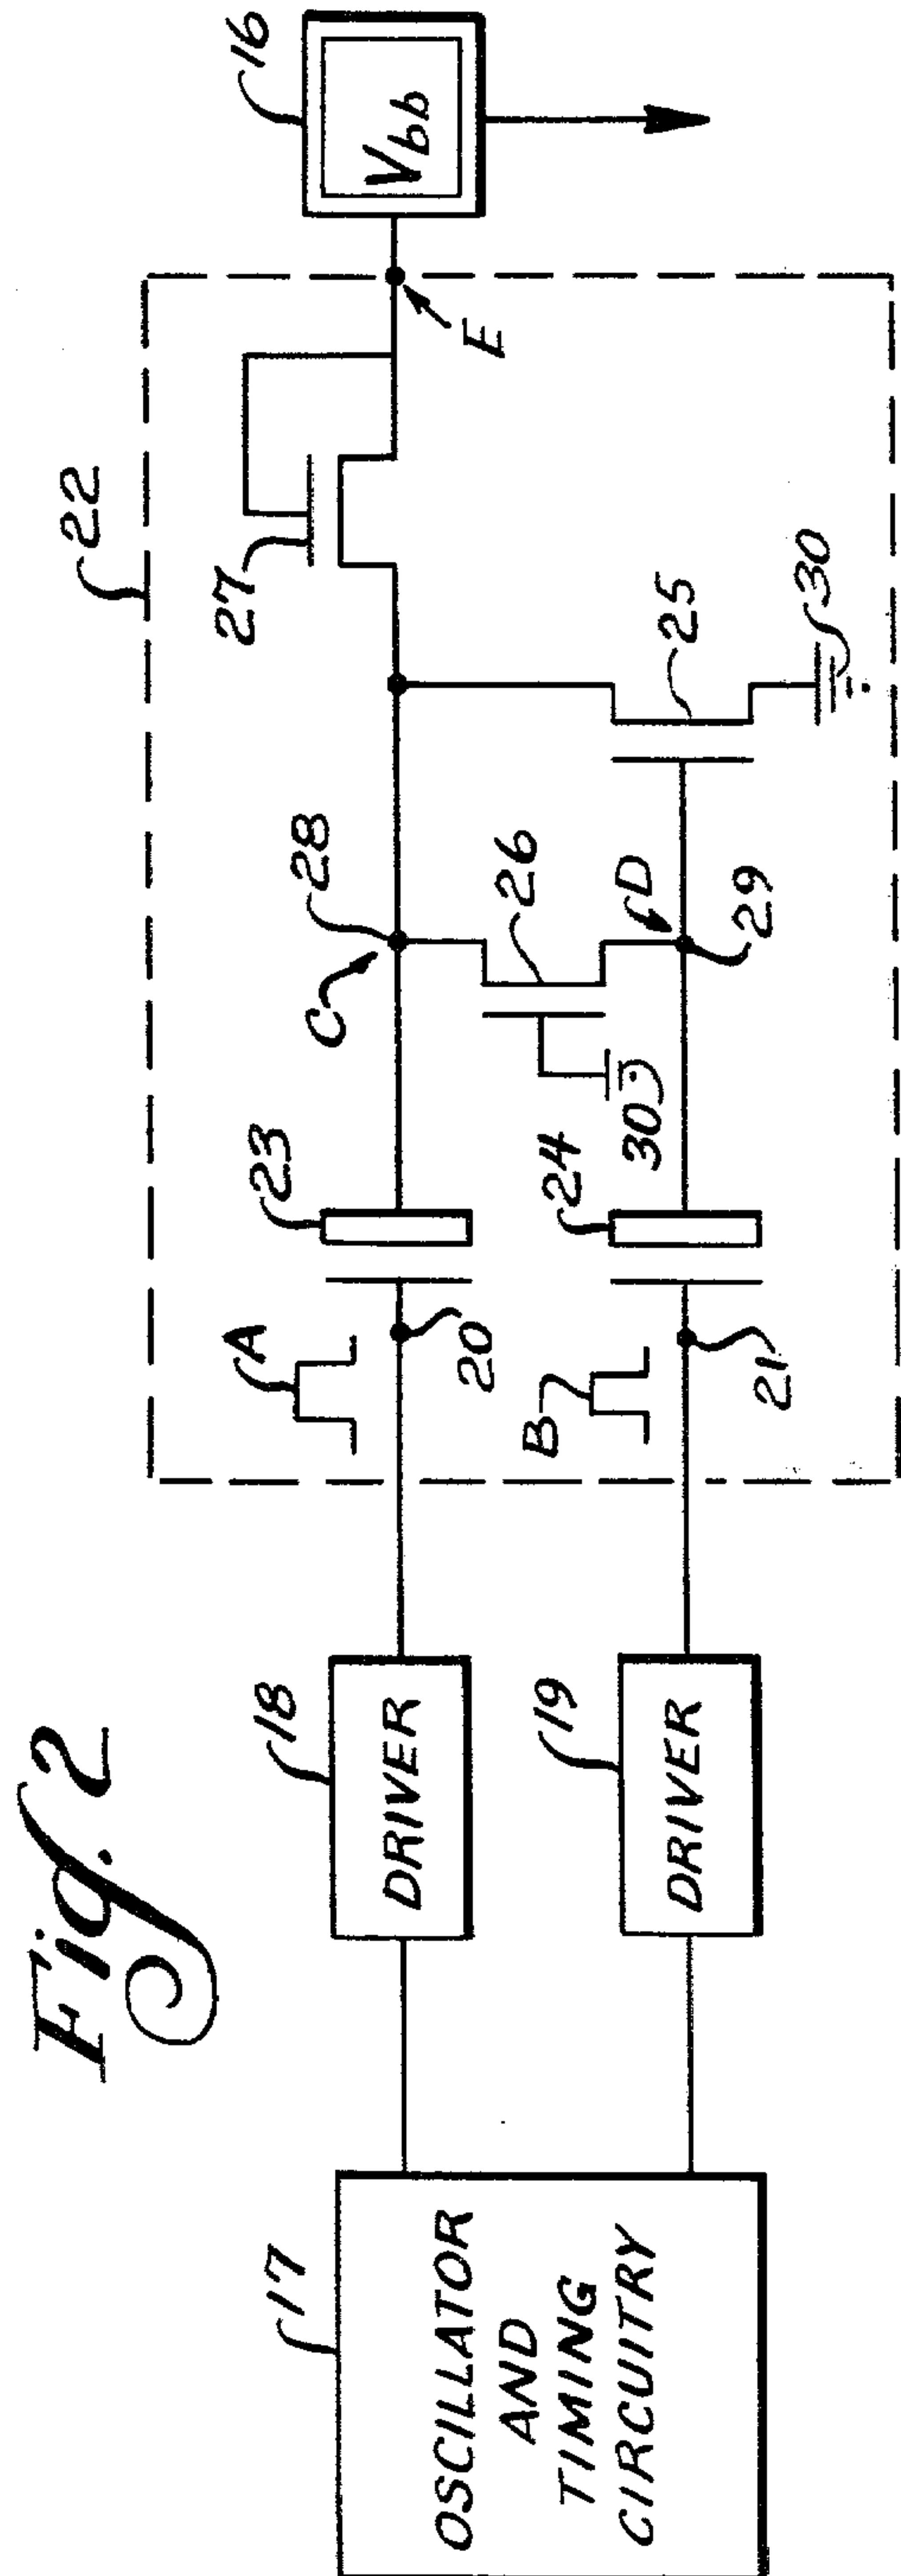 Fig. 2
17
OSCILLATOR
AND
TIMING
CIRCUITRY
18
DRIVER
19
DRIVER
22
A
20
23
B
21
24
C
28
26
30
D
29
25
30
27
E
16
Vbb